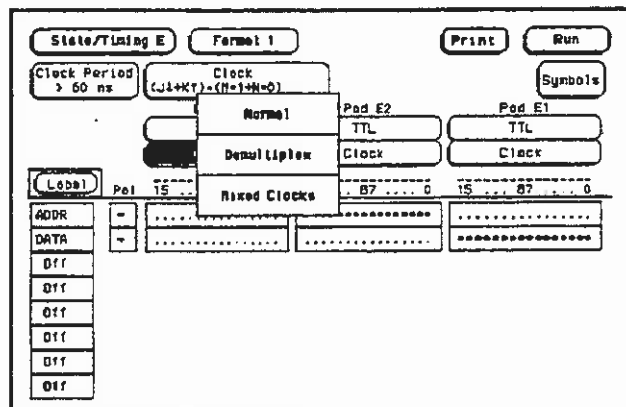 State/Timing E Format 1 Print Run
Clock Period
> 60 ns
Clock
(J↓+K↑)•(M=1+N=0)
Symbols
Normal
Demultiplex
Mixed Clocks
Pod E2
TTL
Clock
Pod E1
TTL
Clock
Label Pol 15 .. 87 .... 0 15 .... 87 .... 0
ADDR +
DATA +
Off
Off
Off
Off
Off
Off